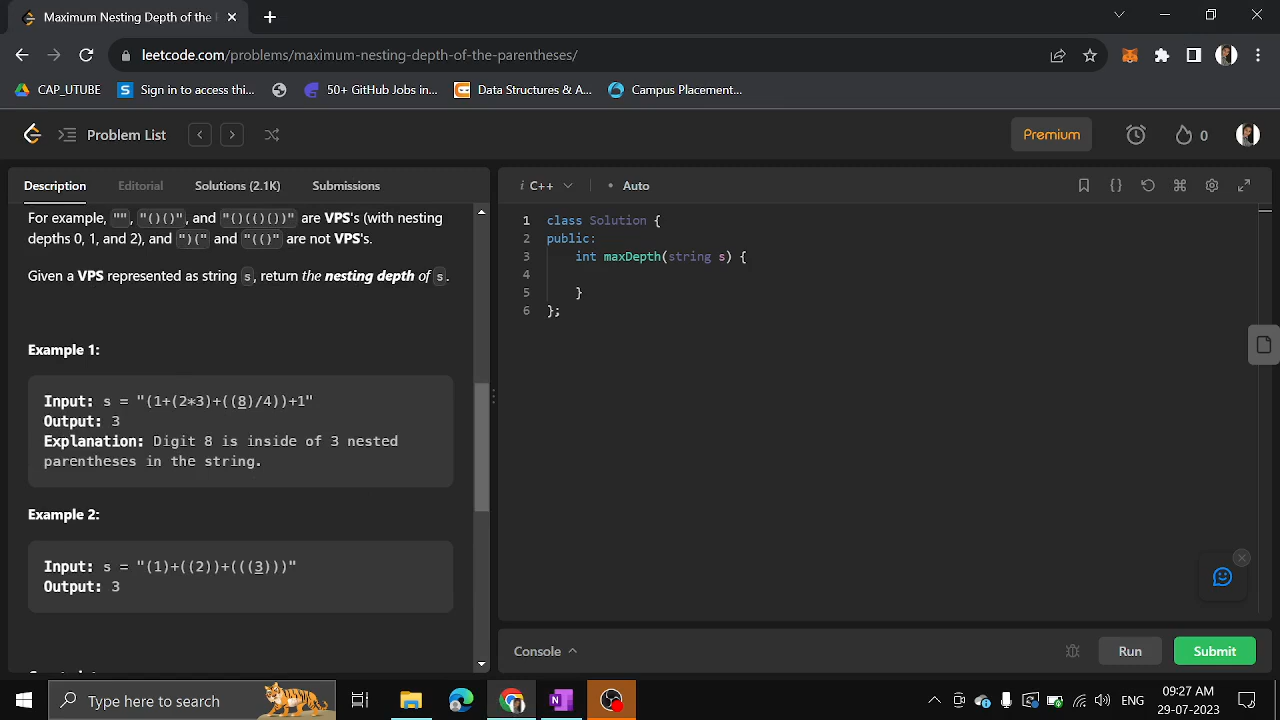 Maximum Nesting Depth of the
leetcode.com/problems/maximum-nesting-depth-of-the-parentheses/
CAP_UTUBE
S Sign in to access thi...
50+ GitHub Jobs in...
Data Structures & A...
Campus Placement...
Problem List
Premium
0
Description
Editorial
Solutions (2.1K)
Submissions
For example, "", "()()", and "()(()())" are VPS's (with nesting
depths 0, 1, and 2), and ")(" and "(()" are not VPS's.
Given a VPS represented as string s, return the nesting depth of s.
Example 1:
Input: s = "(1+(2*3)+((8)/4))+1"
Output: 3
Explanation: Digit 8 is inside of 3 nested
parentheses in the string.
Example 2:
Input: s = "(1)+((2))+(((3)))"
Output: 3
i C++
• Auto
1 class Solution {
2 public:
3 int maxDepth(string s) {
4
5 }
6 };
Console
Run
Submit
Type here to search
ENG
09:27 AM
29-07-2023